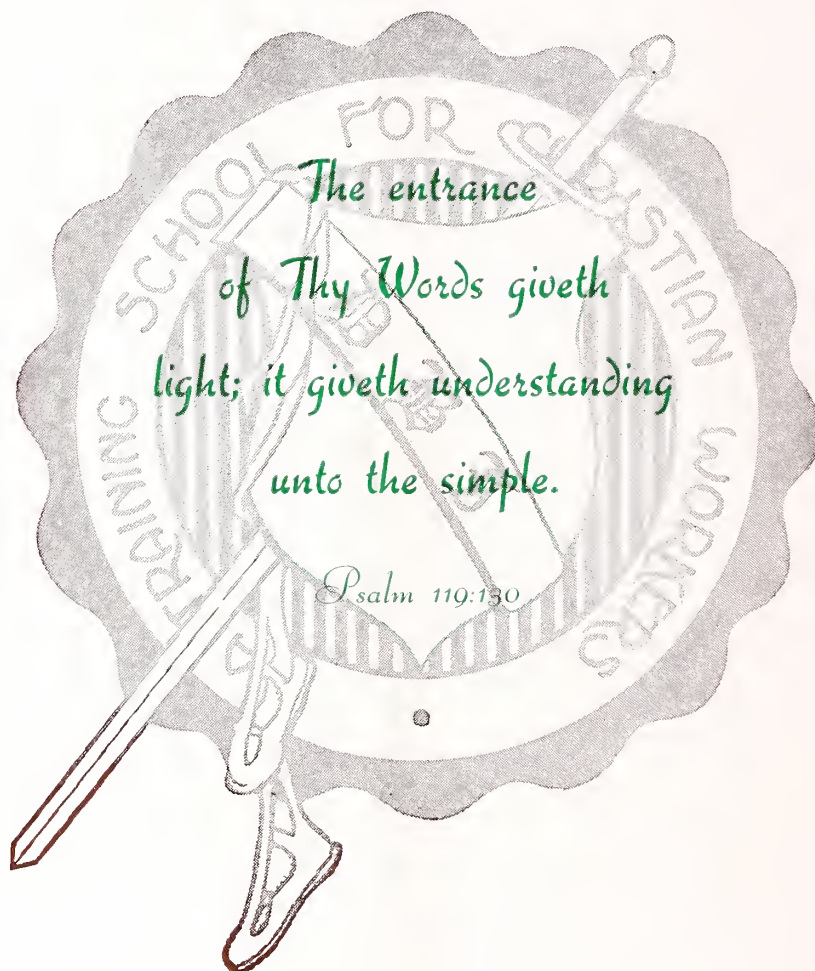 TRAINING SCHOOL FOR CHRISTIAN WORKERS
The entrance
of Thy Words giveth
light; it giveth understanding
unto the simple.
Psalm 119:130